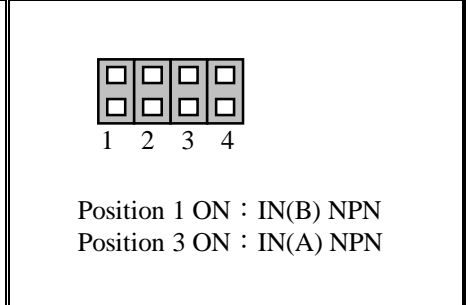 1 2 3 4
Position 1 ON：IN(B) NPN
Position 3 ON：IN(A) NPN